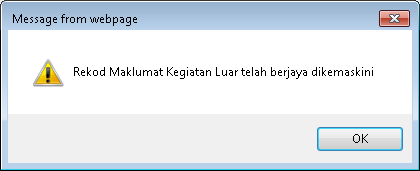 Message from webpage
Rekod Maklumat Kegiatan Luar telah berjaya dikemaskini
OK